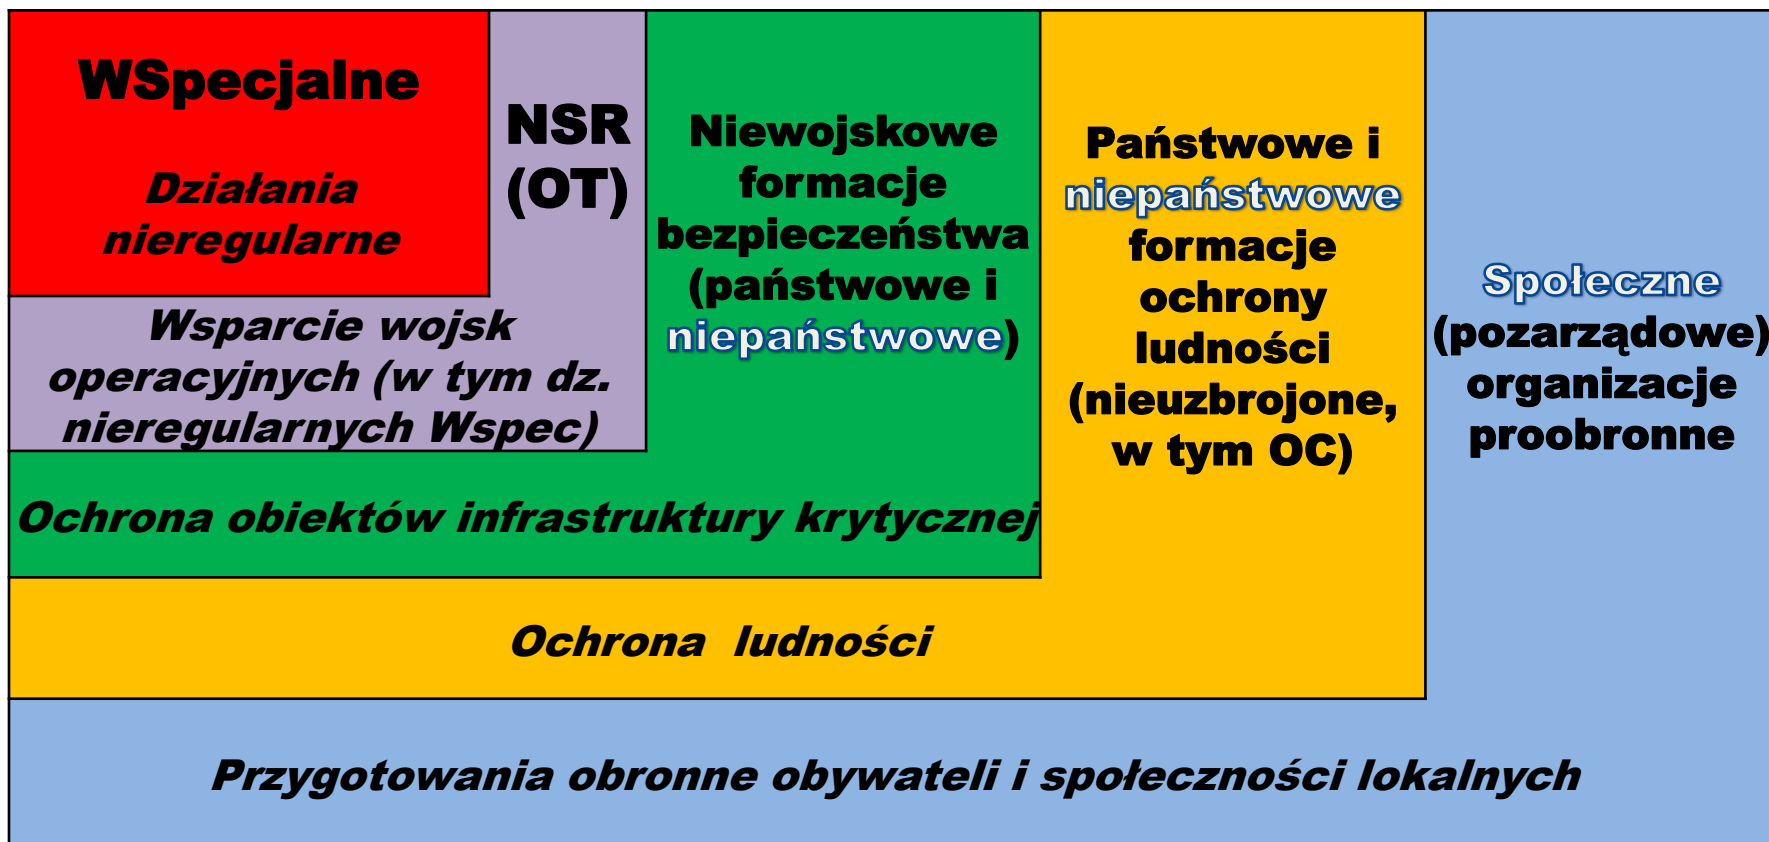 WSpecjalne
Działania
nieregularne
NSR
(OT)
Wsparcie wojsk
operacyjnych (w tym dz.
nieregularnych Wspec)
Niewojskowe
formacje
bezpieczeństwa
(państwowe i
niepaństwowe)
Ochrona obiektów infrastruktury krytycznej
Państwowe i
niepaństwowe
formacje
ochrony
ludności
(nieuzbrojone,
w tym OC)
Ochrona  ludności
Społeczne
(pozarządowe)
organizacje
proobronne
Przygotowania obronne obywateli i społeczności lokalnych